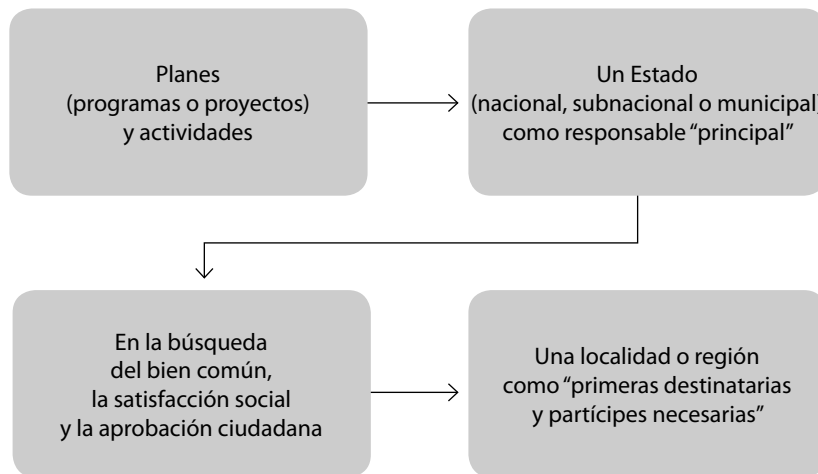 Planes
(programas o proyectos)
y actividades
Un Estado
(nacional, subnacional o municipal)
como responsable “principal”
En la búsqueda
del bien común,
la satisfacción social
y la aprobación ciudadana
Una localidad o región
como “primeras destinatarias
y partícipes necesarias”